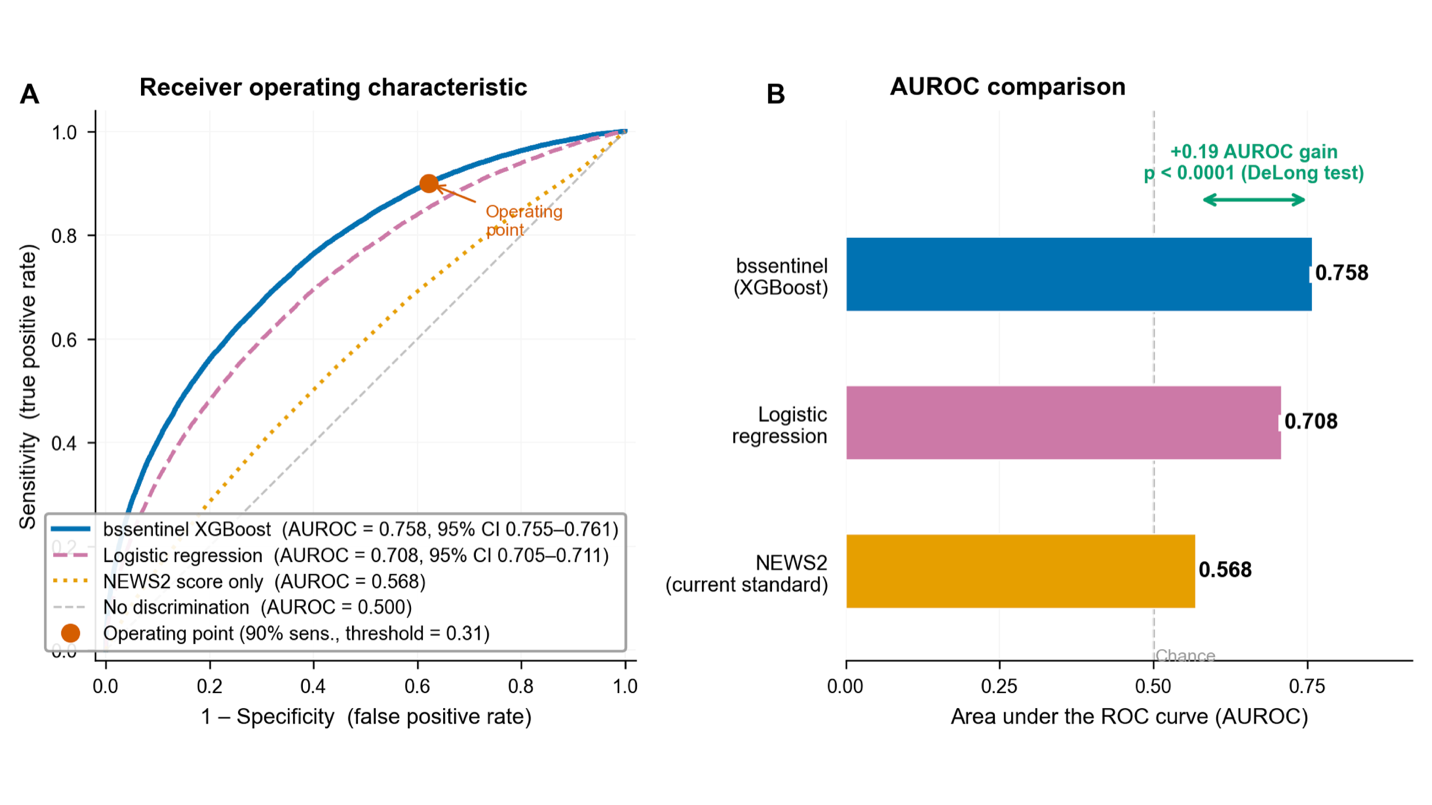 A
Receiver operating characteristic
1.0
0.8
0.6
0.4
0.2
0.0
Sensitivity (true positive rate)
Operating
point
bssentinel XGBoost (AUROC = 0.758, 95% CI 0.755–0.761)
Logistic regression (AUROC = 0.708, 95% CI 0.705–0.711)
NEWS2 score only (AUROC = 0.568)
No discrimination (AUROC = 0.500)
Operating point (90% sens., threshold = 0.31)
0.0
0.2
0.4
0.6
0.8
1.0
1 – Specificity (false positive rate)
B
AUROC comparison
+0.19 AUROC gain
p < 0.0001 (DeLong test)
bssentinel
(XGBoost)
0.758
Logistic
regression
0.708
NEWS2
(current standard)
0.568
Chance
0.00
0.25
0.50
0.75
Area under the ROC curve (AUROC)